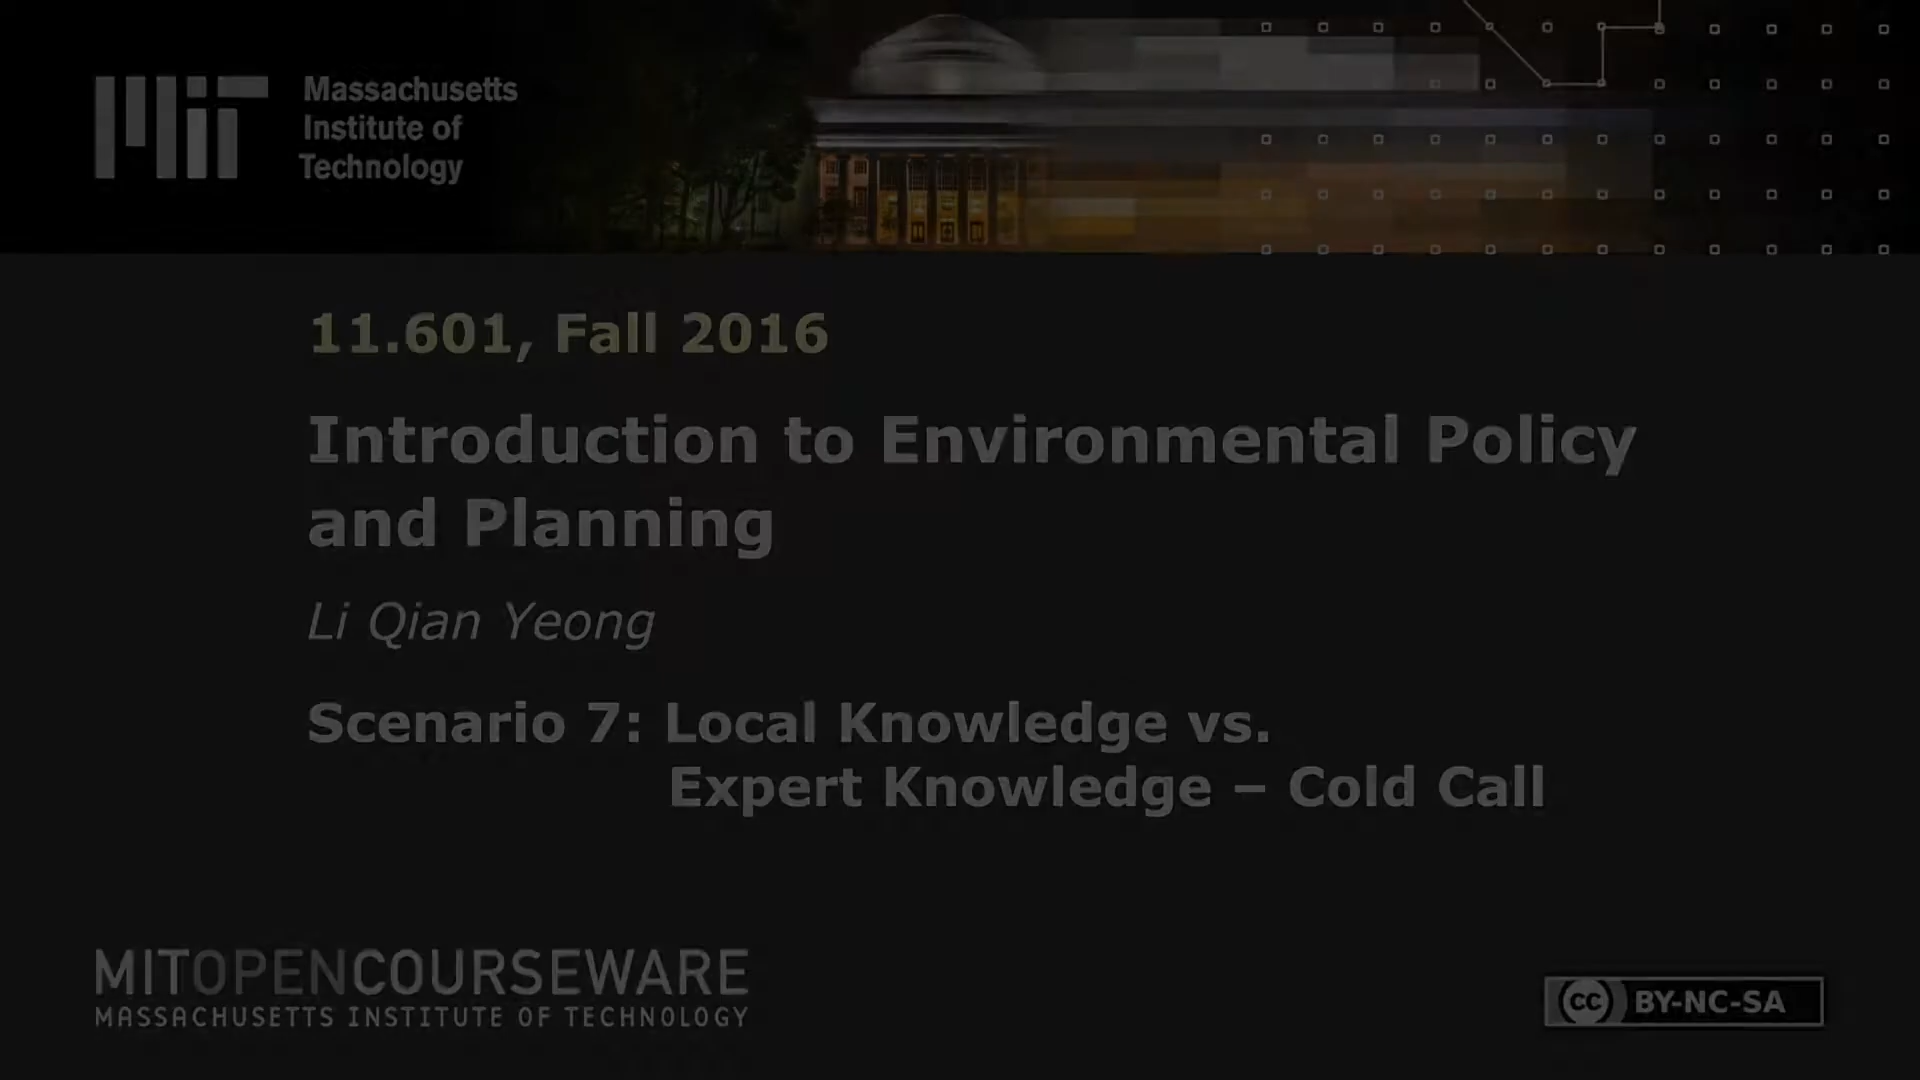 Massachusetts
Institute of
Technology
11.601, Fall 2016
Introduction to Environmental Policy
and Planning
Li Qian Yeong
Scenario 7: Local Knowledge vs.
Expert Knowledge – Cold Call
MITOPENCOURSEWARE
MASSACHUSETTS INSTITUTE OF TECHNOLOGY
cc BY-NC-SA